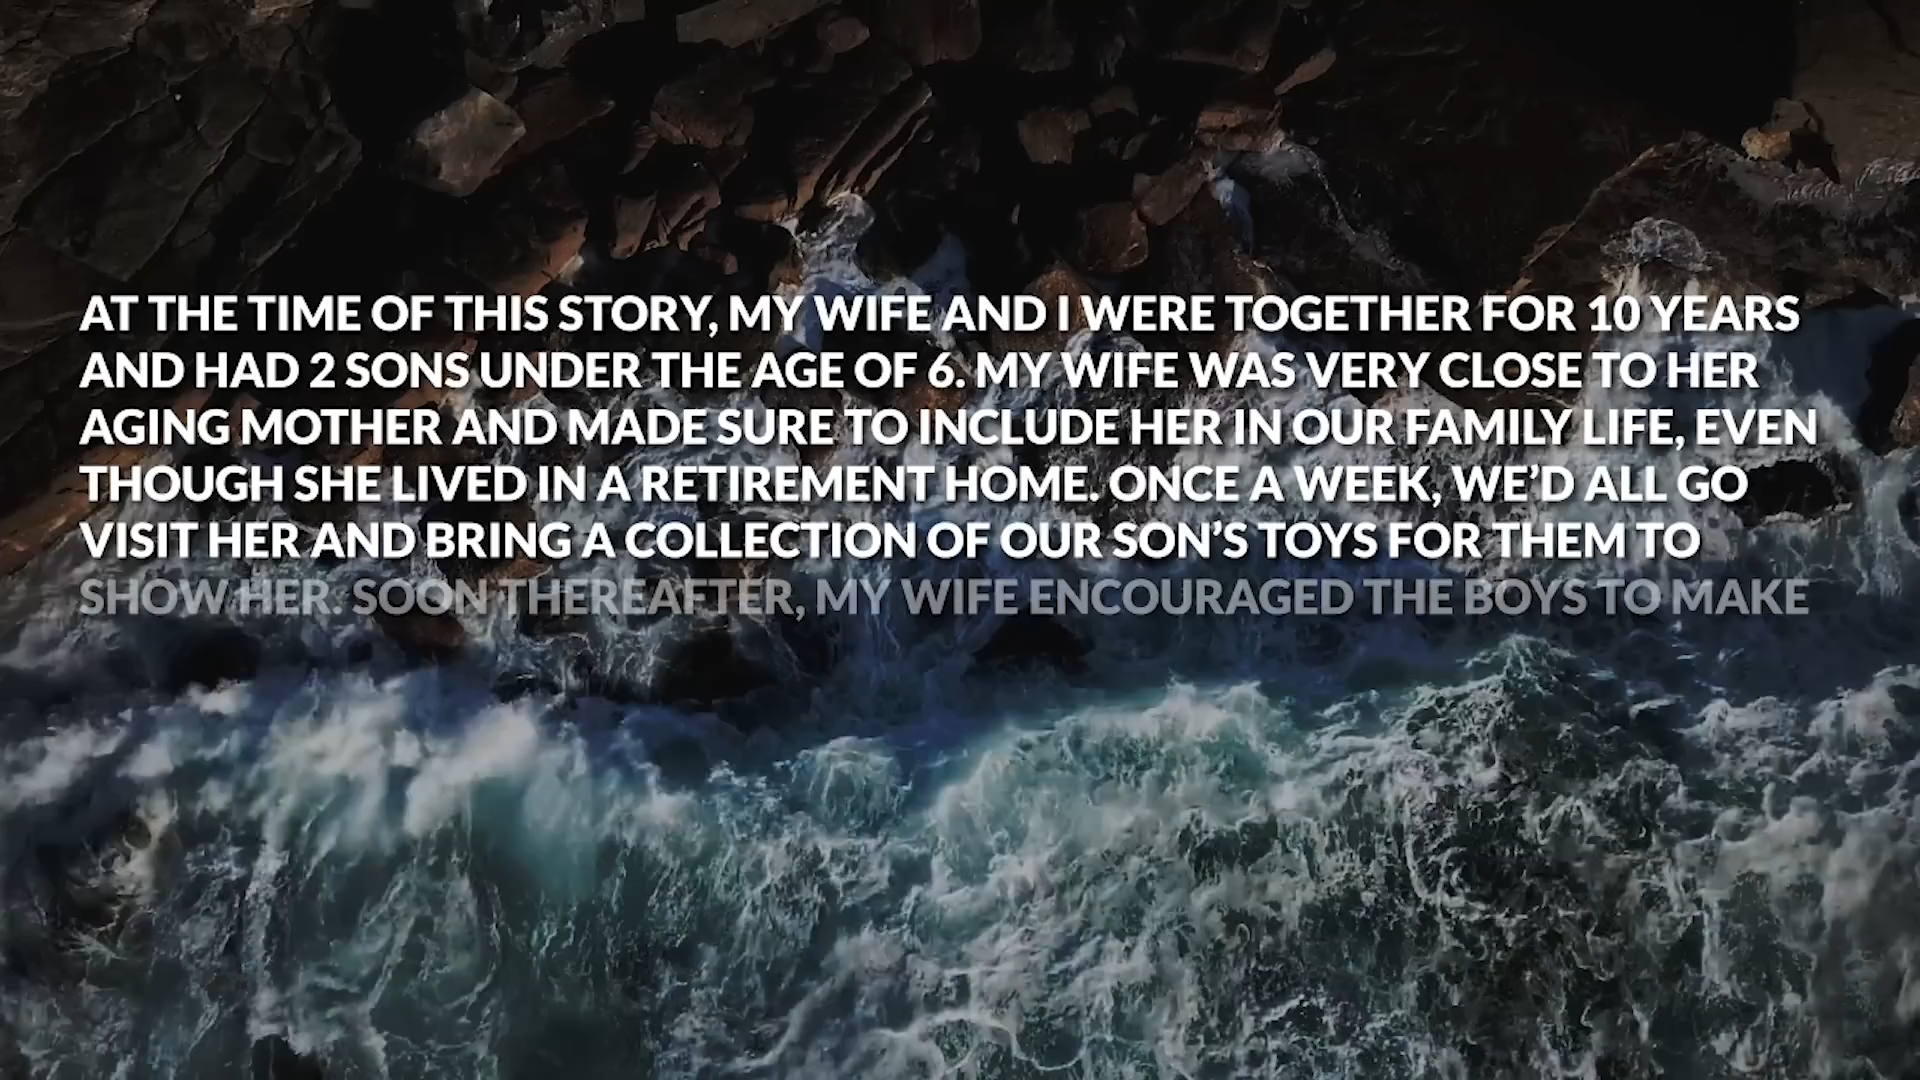 AT THE TIME OF THIS STORY, MY WIFE AND I WERE TOGETHER FOR 10 YEARS
AND HAD 2 SONS UNDER THE AGE OF 6. MY WIFE WAS VERY CLOSE TO HER
AGING MOTHER AND MADE SURE TO INCLUDE HER IN OUR FAMILY LIFE, EVEN
THOUGH SHE LIVED IN A RETIREMENT HOME. ONCE A WEEK, WE’D ALL GO
VISIT HER AND BRING A COLLECTION OF OUR SON’S TOYS FOR THEM TO
SHOW HER. SOON THEREAFTER, MY WIFE ENCOURAGED THE BOYS TO MAKE